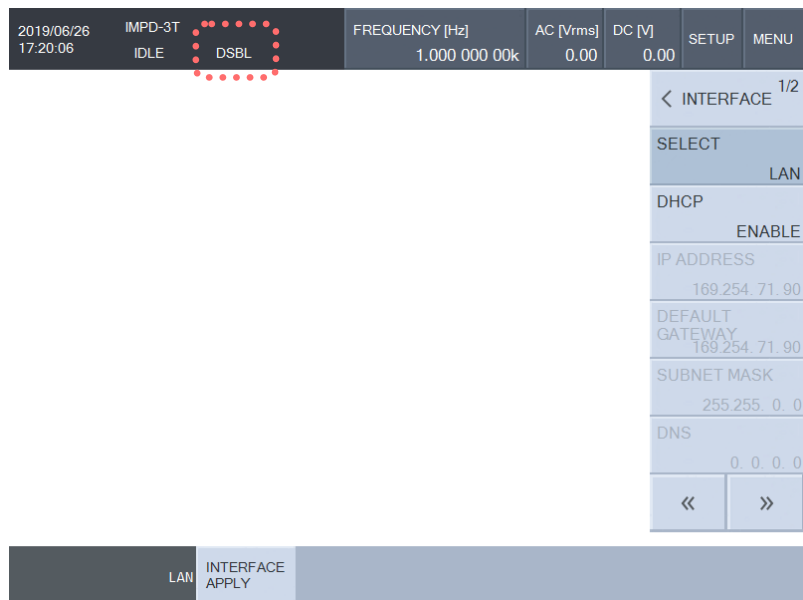 2019/06/26
17:20:06
IMPD-3T
IDLE
DSBL
FREQUENCY [Hz]
1.000 000 00k
AC [Vrms]
0.00
DC [V]
0.00
SETUP
MENU
< INTERFACE 1/2
SELECT
LAN
DHCP
ENABLE
IP ADDRESS
169.254. 71. 90
DEFAULT
GATEWAY
169.254. 71. 90
SUBNET MASK
255.255. 0. 0
DNS
0. 0. 0. 0
« »
LAN
INTERFACE
APPLY